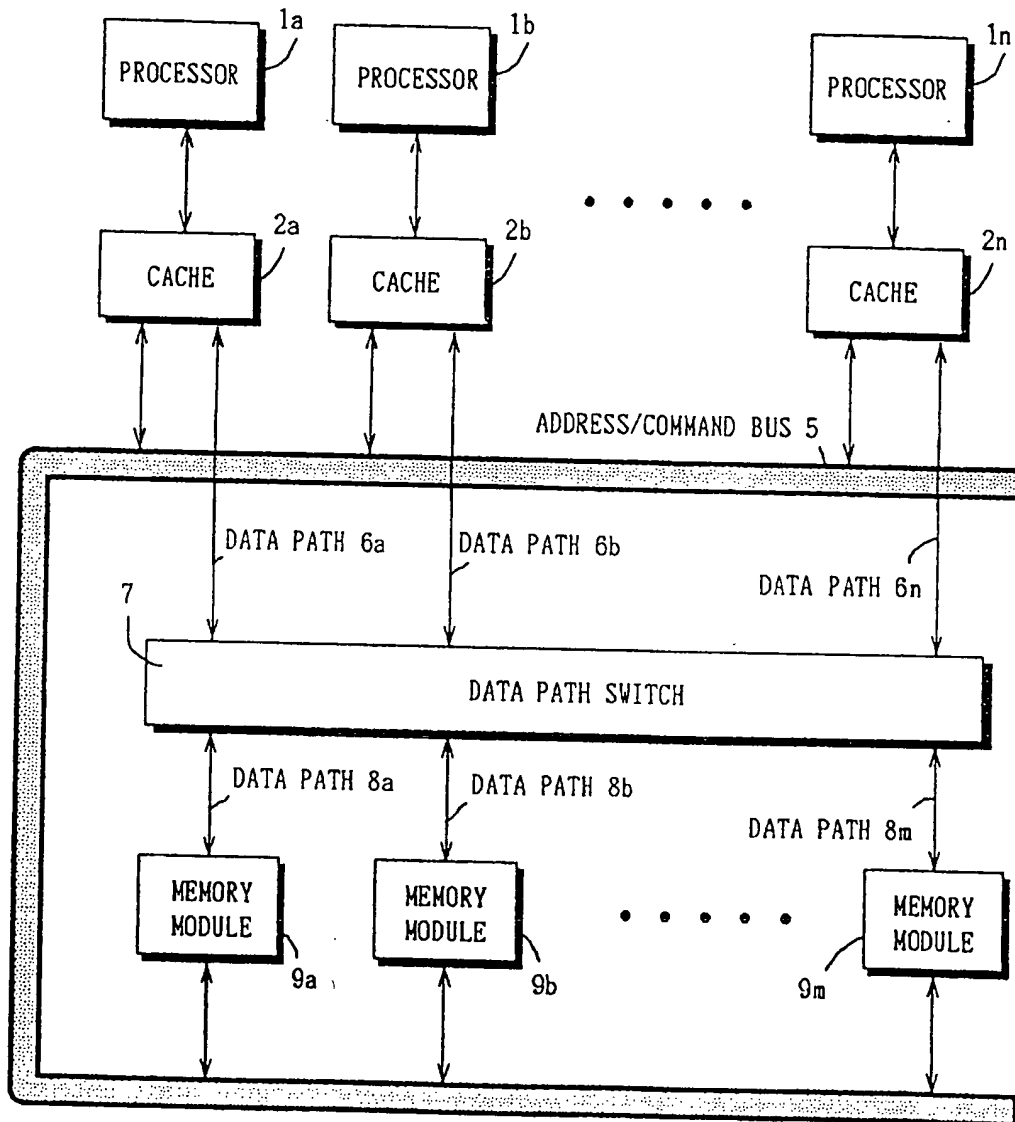 1a
1b
1n
PROCESSOR
PROCESSOR
PROCESSOR
2a
2b
2n
CACHE
CACHE
CACHE
ADDRESS/COMMAND BUS 5
DATA PATH 6a
DATA PATH 6b
DATA PATH 6n
7
DATA PATH SWITCH
DATA PATH 8a
DATA PATH 8b
DATA PATH 8m
MEMORY
MODULE
MEMORY
MODULE
MEMORY
MODULE
9a
9b
9m